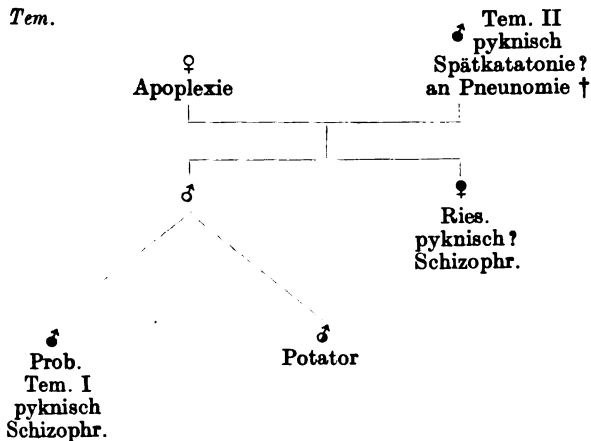 Tem.
♂ Tem. II
pyknisch
Spätkatatonie?
an Pneunomie †
♀
Apoplexie
♂
♀
Ries.
pyknisch?
Schizophr.
♂
Prob.
Tem. I
pyknisch
Schizophr.
♂
Potator